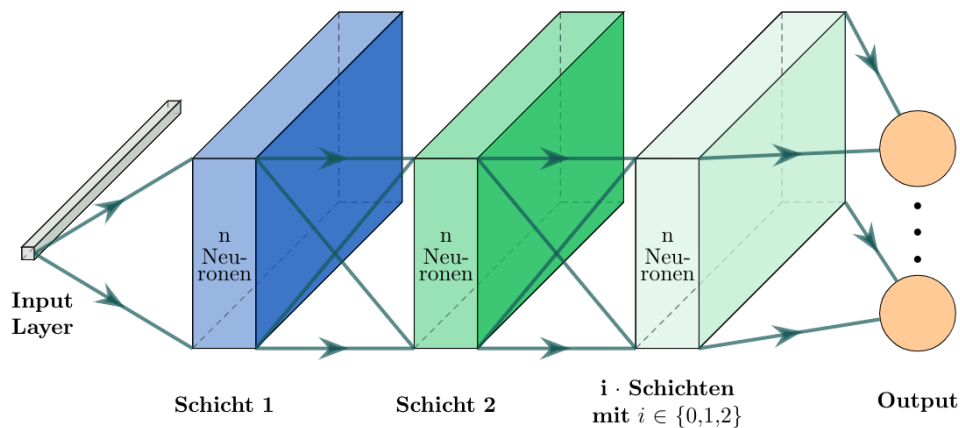 n
Neu-
ronen
n
Neu-
ronen
n
Neu-
ronen
Input
Layer
Schicht 1
Schicht 2
i · Schichten
mit i ∈ {0,1,2}
Output